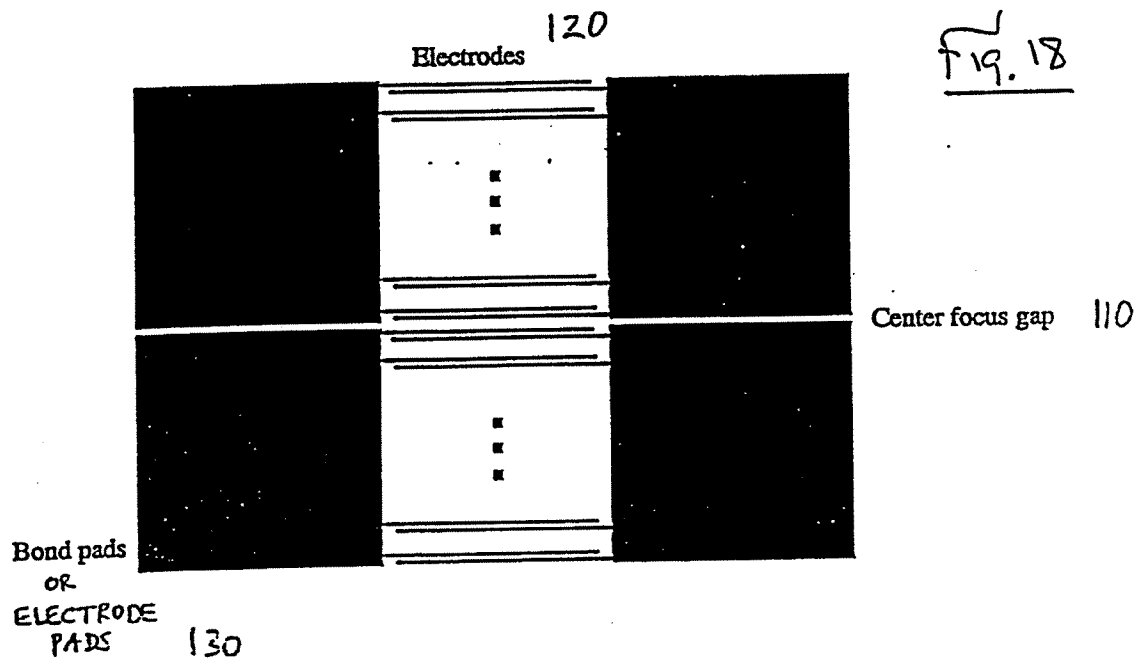 120
Electrodes
Fig. 18
Center focus gap 110
Bond pads
OR
ELECTRODE
PADS 130